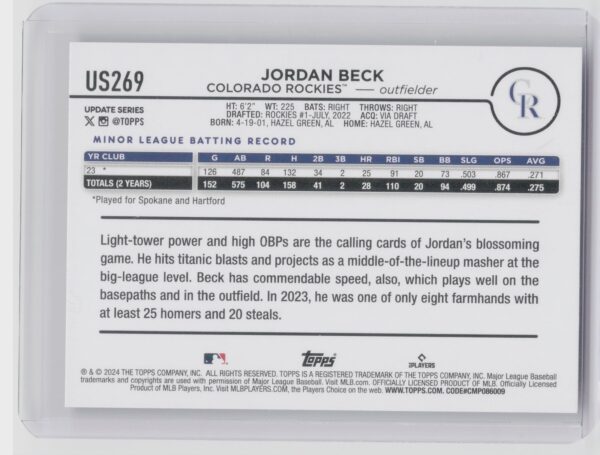 US269
JORDAN BECK
COLORADO ROCKIES™ — outfielder
CR
UPDATE SERIES
@TOPPS
HT: 6'2" WT: 225 BATS: RIGHT THROWS: RIGHT
DRAFTED: ROCKIES #1-JULY, 2022 ACQ: VIA DRAFT
BORN: 4-19-01, HAZEL GREEN, AL HOME: HAZEL GREEN, AL
MINOR LEAGUE BATTING RECORD
YR CLUB G AB R H 2B 3B HR RBI SB BB SLG OPS AVG
23 * 126 487 84 132 34 2 25 91 20 73 .503 .867 .271
TOTALS (2 YEARS) 152 575 104 158 41 2 28 110 20 94 .499 .874 .275
*Played for Spokane and Hartford
Light-tower power and high OBPs are the calling cards of Jordan's blossoming
game. He hits titanic blasts and projects as a middle-of-the-lineup masher at the
big-league level. Beck has commendable speed, also, which plays well on the
basepaths and in the outfield. In 2023, he was one of only eight farmhands with
at least 25 homers and 20 steals.
Topps
PLAYERS
® & © 2024 THE TOPPS COMPANY, INC. ALL RIGHTS RESERVED. TOPPS IS A REGISTERED TRADEMARK OF THE TOPPS COMPANY, INC. Major League Baseball
trademarks and copyrights are used with permission of Major League Baseball. Visit MLB.com. OFFICIALLY LICENSED PRODUCT OF MLB. Officially Licensed
Product of MLB Players, Inc. Visit MLBPLAYERS.COM, the Players Choice on the web. WWW.TOPPS.COM. CODE#CMP086009